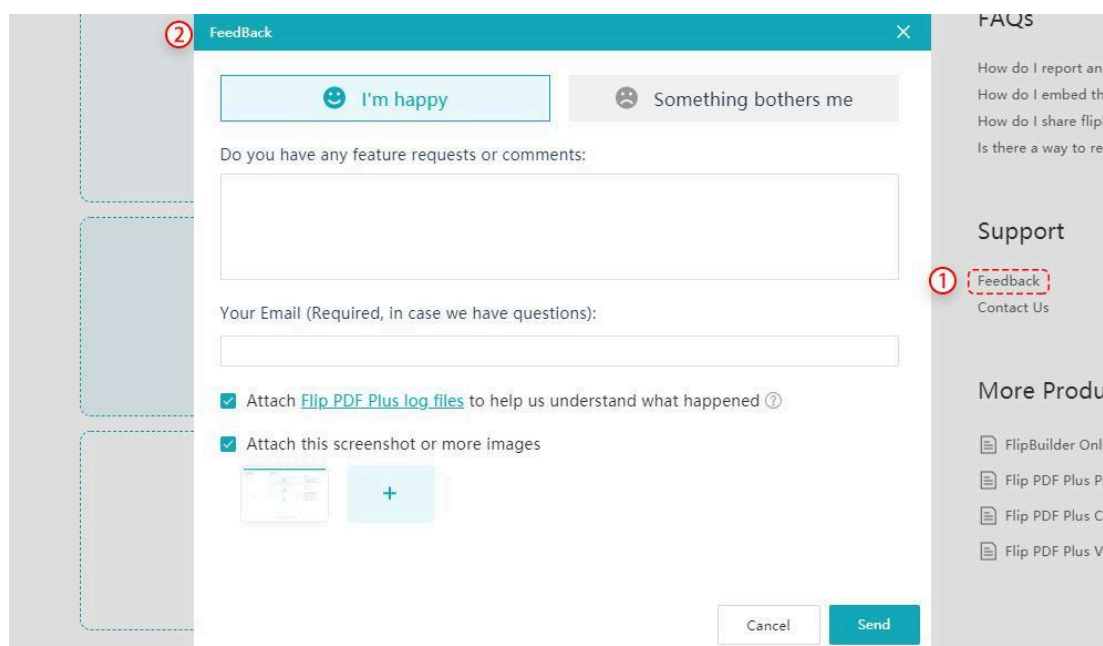 ②
FeedBack
I'm happy
Something bothers me
Do you have any feature requests or comments:
Your Email (Required, in case we have questions):
Attach Flip PDF Plus log files to help us understand what happened ?
Attach this screenshot or more images
+
Cancel
Send
FAQs
How do I report an
How do I embed th
How do I share flip
Is there a way to re
Support
①
Feedback
Contact Us
More Produ
FlipBuilder Onl
Flip PDF Plus P
Flip PDF Plus C
Flip PDF Plus V